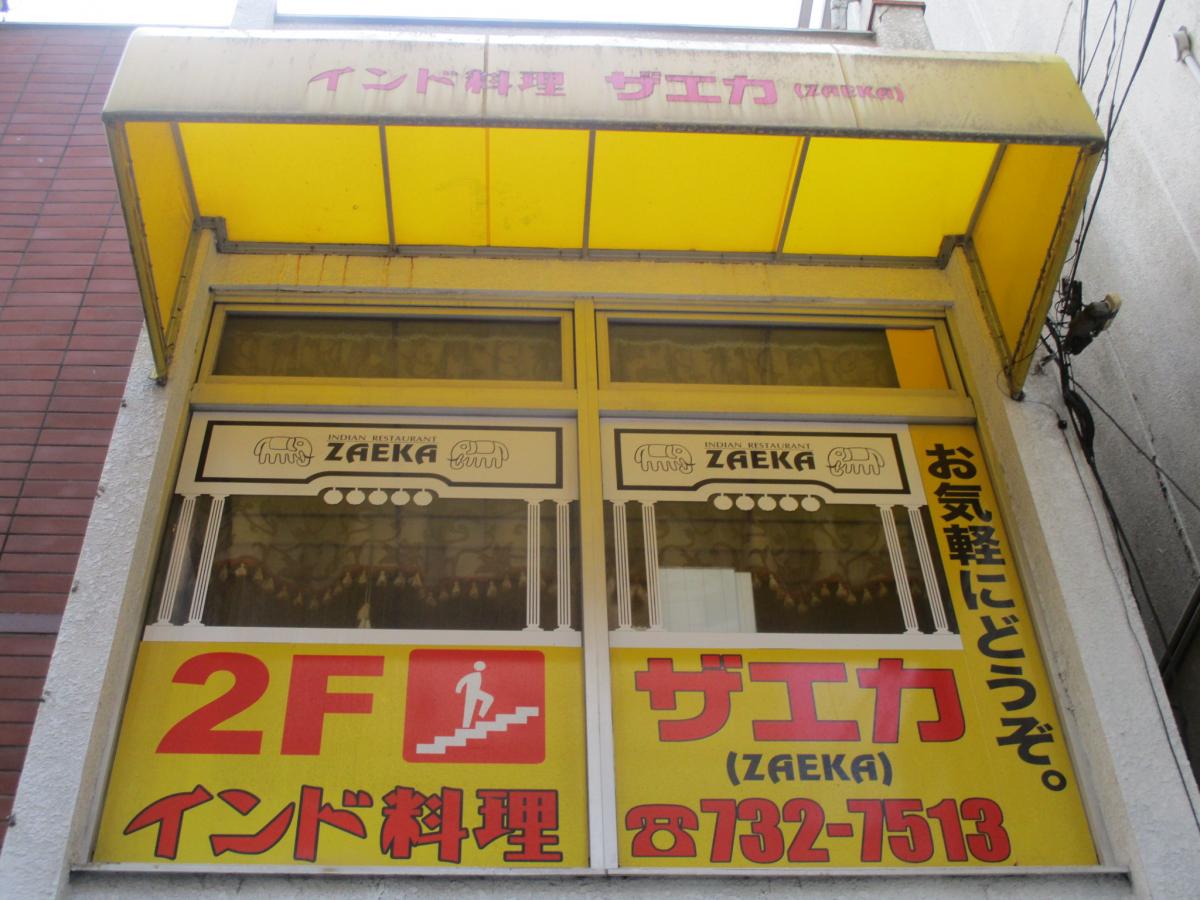 インド料理 ザエカ (ZAEKA)
INDIAN RESTAURANT
ZAEKA
INDIAN RESTAURANT
ZAEKA
お気軽にどうぞ。
2F
インド料理
ザエカ
(ZAEKA)
☎732-7513